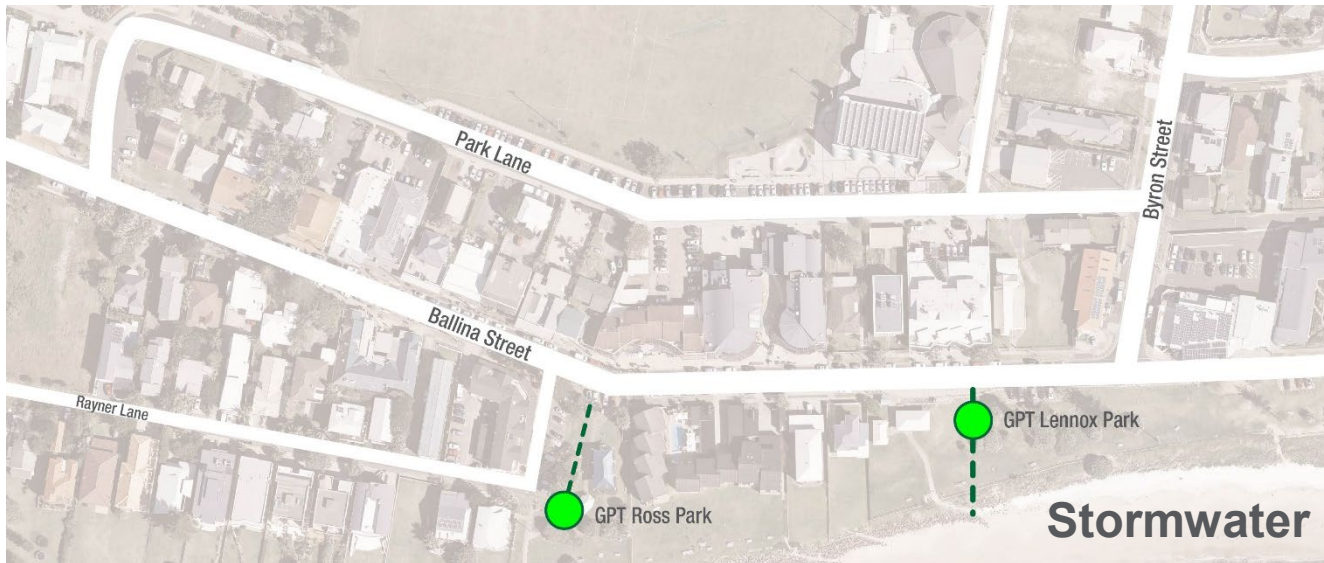 Park Lane
Byron Street
Ballina Street
Rayner Lane
GPT Lennox Park
GPT Ross Park
Stormwater